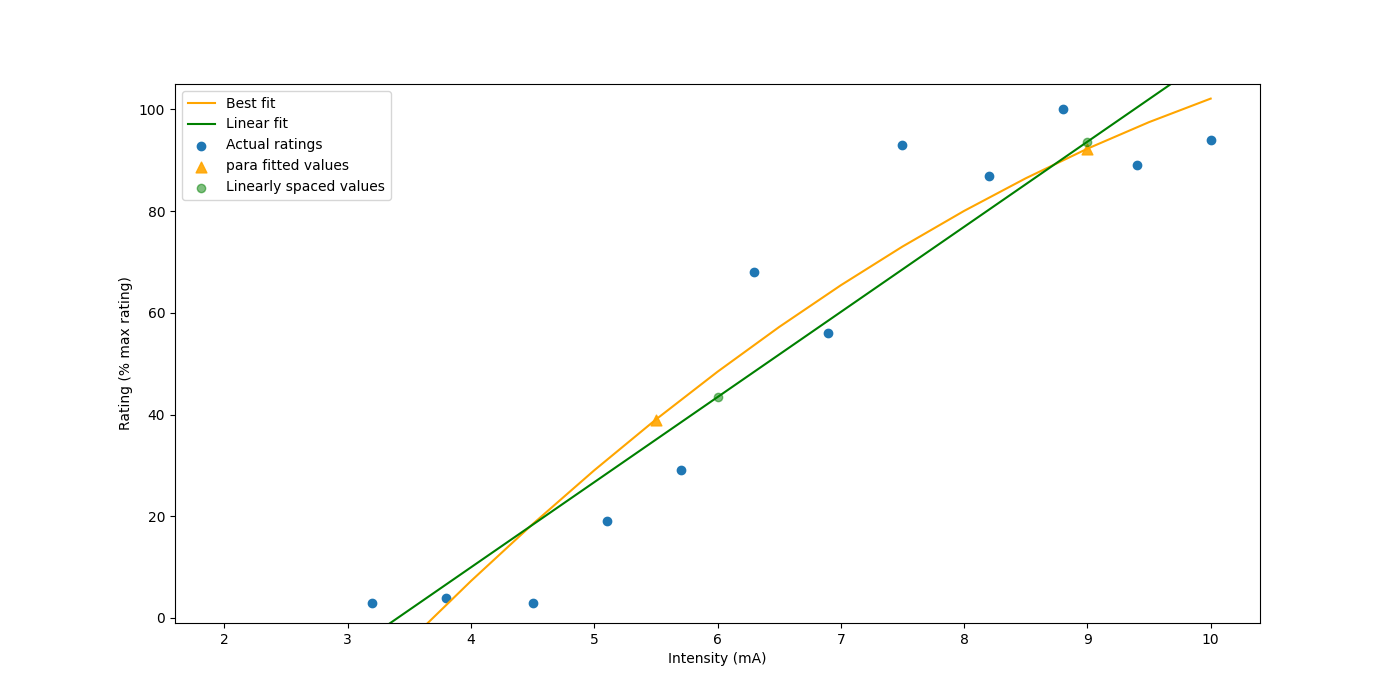 100
80
60
40
20
0
Rating (% max rating)
Best fit
Linear fit
Actual ratings
para fitted values
Linearly spaced values
2 3 4 5 6 7 8 9 10
Intensity (mA)